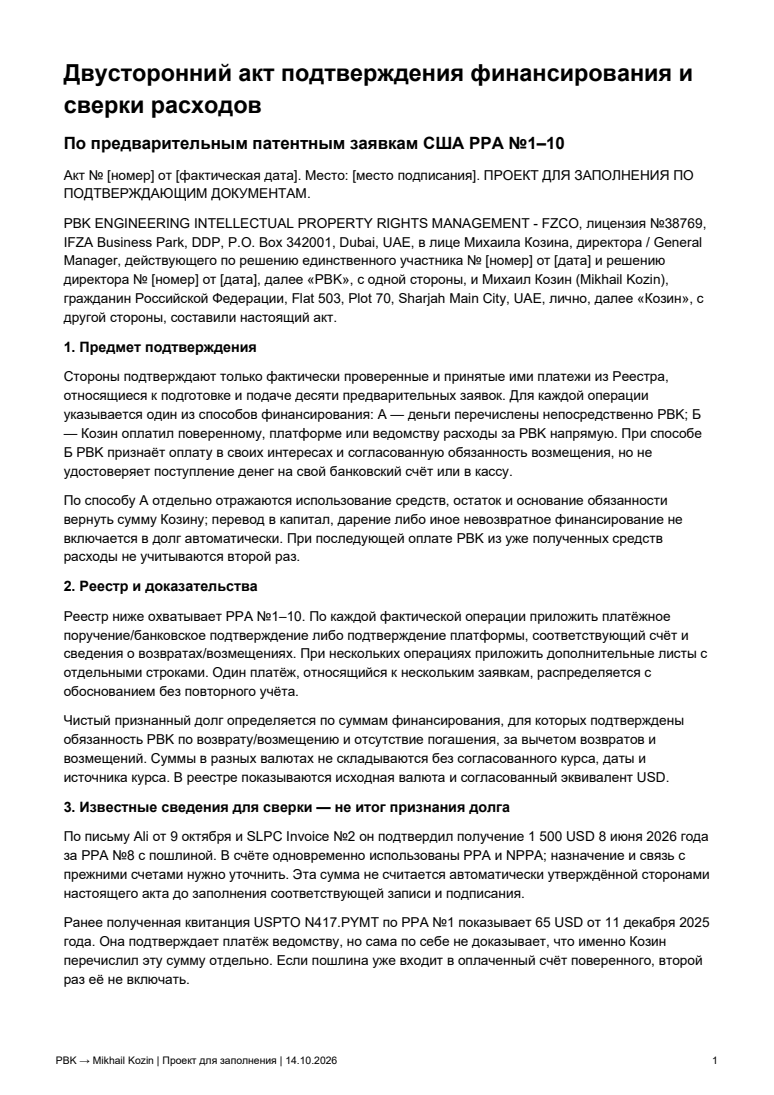 Двусторонний акт подтверждения финансирования и
сверки расходов
По предварительным патентным заявкам США PPA №1–10
Акт № [номер] от [фактическая дата]. Место: [место подписания]. ПРОЕКТ ДЛЯ ЗАПОЛНЕНИЯ ПО
ПОДТВЕРЖДАЮЩИМ ДОКУМЕНТАМ.
PBK ENGINEERING INTELLECTUAL PROPERTY RIGHTS MANAGEMENT - FZCO, лицензия №38769,
IFZA Business Park, DDP, P.O. Box 342001, Dubai, UAE, в лице Михаила Козина, директора / General
Manager, действующего по решению единственного участника № [номер] от [дата] и решению
директора № [номер] от [дата], далее «PBK», с одной стороны, и Михаил Козин (Mikhail Kozin),
гражданин Российской Федерации, Flat 503, Plot 70, Sharjah Main City, UAE, лично, далее «Козин», с
другой стороны, составили настоящий акт.
1. Предмет подтверждения
Стороны подтверждают только фактически проверенные и принятые ими платежи из Реестра,
относящиеся к подготовке и подаче десяти предварительных заявок. Для каждой операции
указывается один из способов финансирования: А — деньги перечислены непосредственно PBK; Б
— Козин оплатил поверенному, платформе или ведомству расходы за PBK напрямую. При способе
Б PBK признаёт оплату в своих интересах и согласованную обязанность возмещения, но не
удостоверяет поступление денег на свой банковский счёт или в кассу.
По способу А отдельно отражаются использование средств, остаток и основание обязанности
вернуть сумму Козину; перевод в капитал, дарение либо иное невозвратное финансирование не
включается в долг автоматически. При последующей оплате PBK из уже полученных средств
расходы не учитываются второй раз.
2. Реестр и доказательства
Реестр ниже охватывает PPA №1–10. По каждой фактической операции приложить платёжное
поручение/банковское подтверждение либо подтверждение платформы, соответствующий счёт и
сведения о возвратах/возмещениях. При нескольких операциях приложить дополнительные листы с
отдельными строками. Один платёж, относящийся к нескольким заявкам, распределяется с
обоснованием без повторного учёта.
Чистый признанный долг определяется по суммам финансирования, для которых подтверждены
обязанность PBK по возврату/возмещению и отсутствие погашения, за вычетом возвратов и
возмещений. Суммы в разных валютах не складываются без согласованного курса, даты и
источника курса. В реестре показываются исходная валюта и согласованный эквивалент USD.
3. Известные сведения для сверки — не итог признания долга
По письму Ali от 9 октября и SLPC Invoice №2 он подтвердил получение 1 500 USD 8 июня 2026 года
за PPA №8 с пошлиной. В счёте одновременно использованы PPA и NPPA; назначение и связь с
прежними счетами нужно уточнить. Эта сумма не считается автоматически утверждённой сторонами
настоящего акта до заполнения соответствующей записи и подписания.
Ранее полученная квитанция USPTO N417.PYMT по PPA №1 показывает 65 USD от 11 декабря 2025
года. Она подтверждает платёж ведомству, но сама по себе не доказывает, что именно Козин
перечислил эту сумму отдельно. Если пошлина уже входит в оплаченный счёт поверенного, второй
раз её не включать.
PBK → Mikhail Kozin | Проект для заполнения | 14.10.2026
1